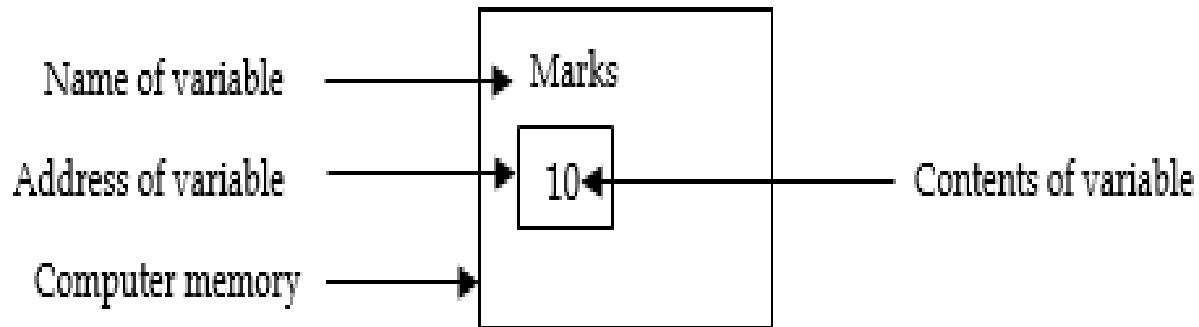 Name of variable
Marks
Address of variable
10
Contents of variable
Computer memory